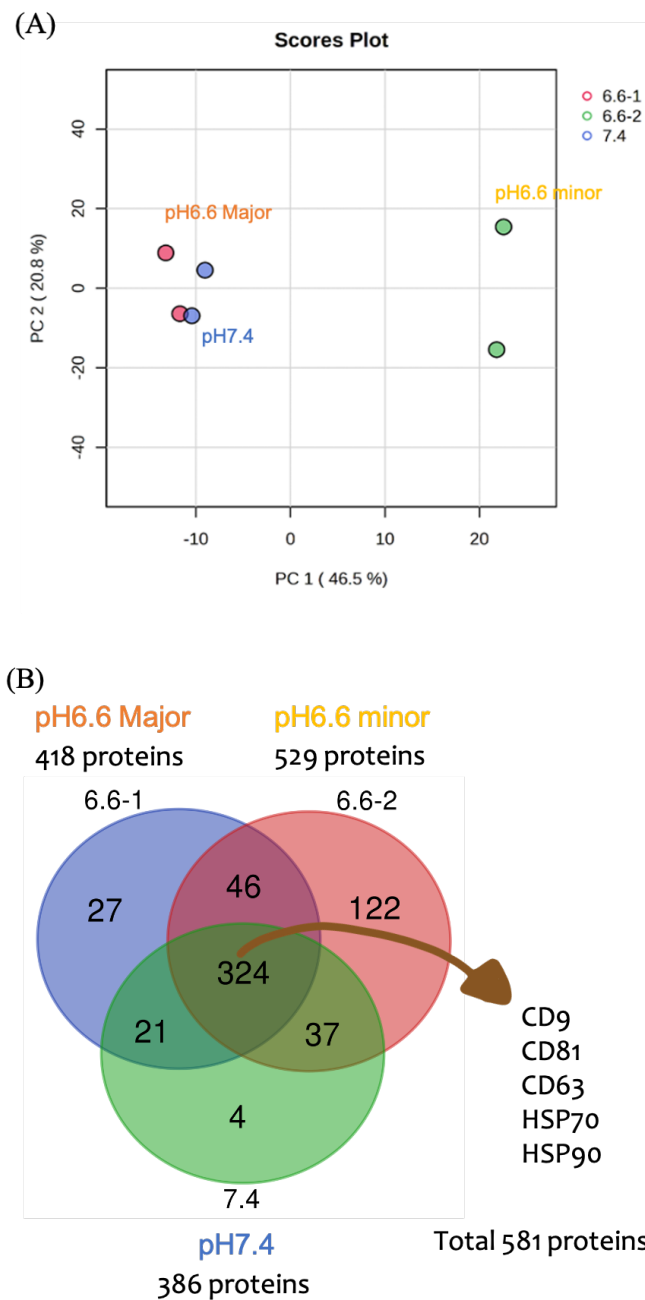 (A)
Scores Plot
6.6-1
6.6-2
7.4
pH6.6 minor
pH6.6 Major
pH7.4
40
20
0
-20
-40
PC 2 ( 20.8 %)
-10 0 10 20
PC 1 ( 46.5 %)
(B)
pH6.6 Major pH6.6 minor
418 proteins 529 proteins
6.6-1 6.6-2
46
27 122
324
21 37
4
7.4
CD9
CD81
CD63
HSP70
HSP90
pH7.4
Total 581 proteins
386 proteins